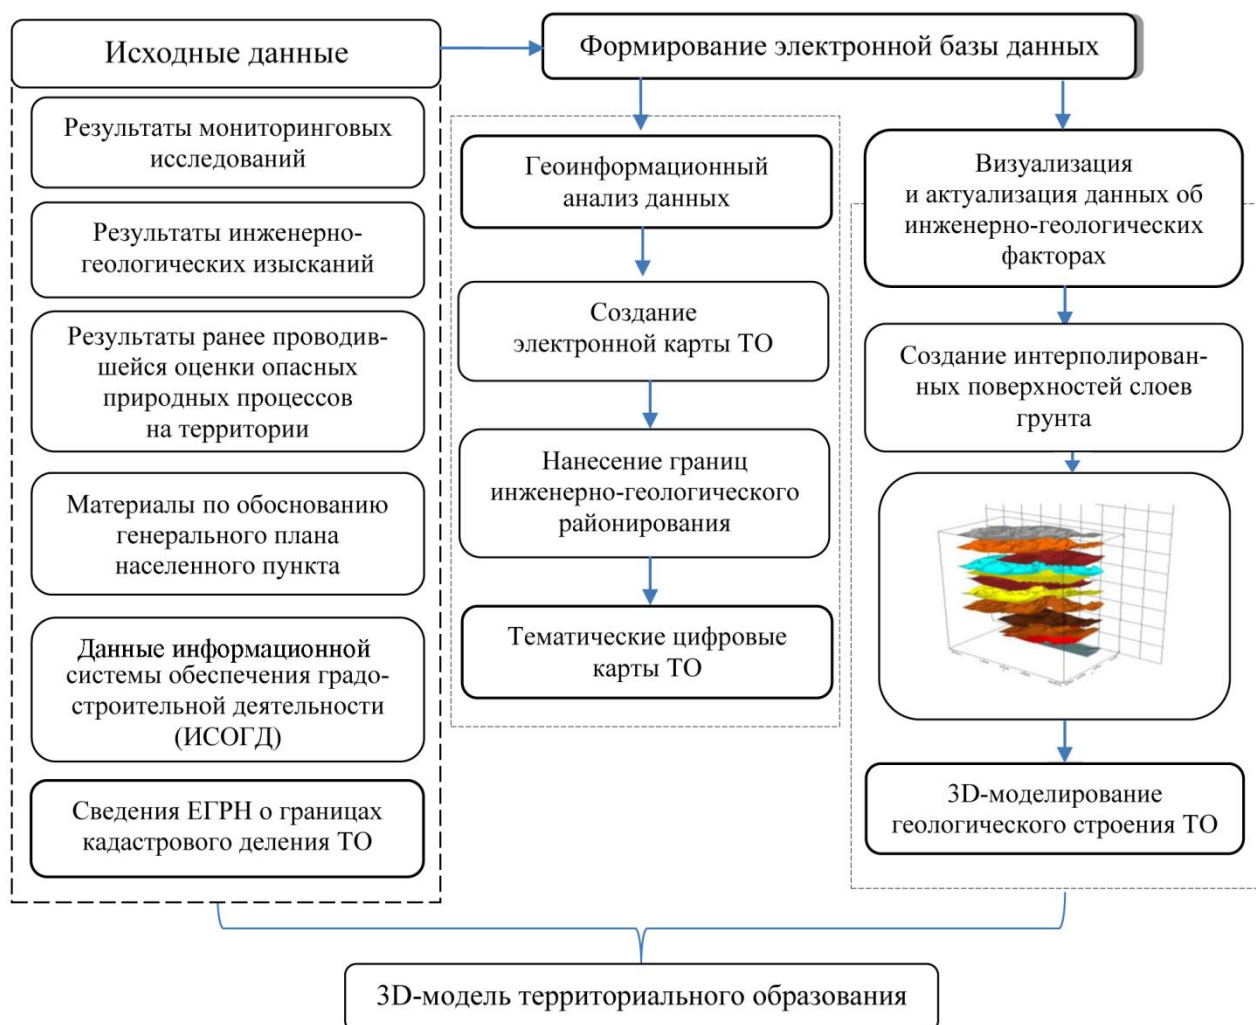 Исходные данные
Результаты мониторинговых
исследований
Результаты инженерно-
геологических изысканий
Результаты ранее проводив-
шейся оценки опасных
природных процессов
на территории
Материалы по обоснованию
генерального плана
населенного пункта
Данные информационной
системы обеспечения градо-
строительной деятельности
(ИСОГД)
Сведения ЕГРН о границах
кадастрового деления ТО
Формирование электронной базы данных
Геоинформационный
анализ данных
Создание
электронной карты ТО
Нанесение границ
инженерно-геологического
районирования
Тематические цифровые
карты ТО
Визуализация
и актуализация данных об
инженерно-геологических
факторах
Создание интерполирован-
ных поверхностей слоев
грунта
3D-моделирование
геологического строения ТО
3D-модель территориального образования